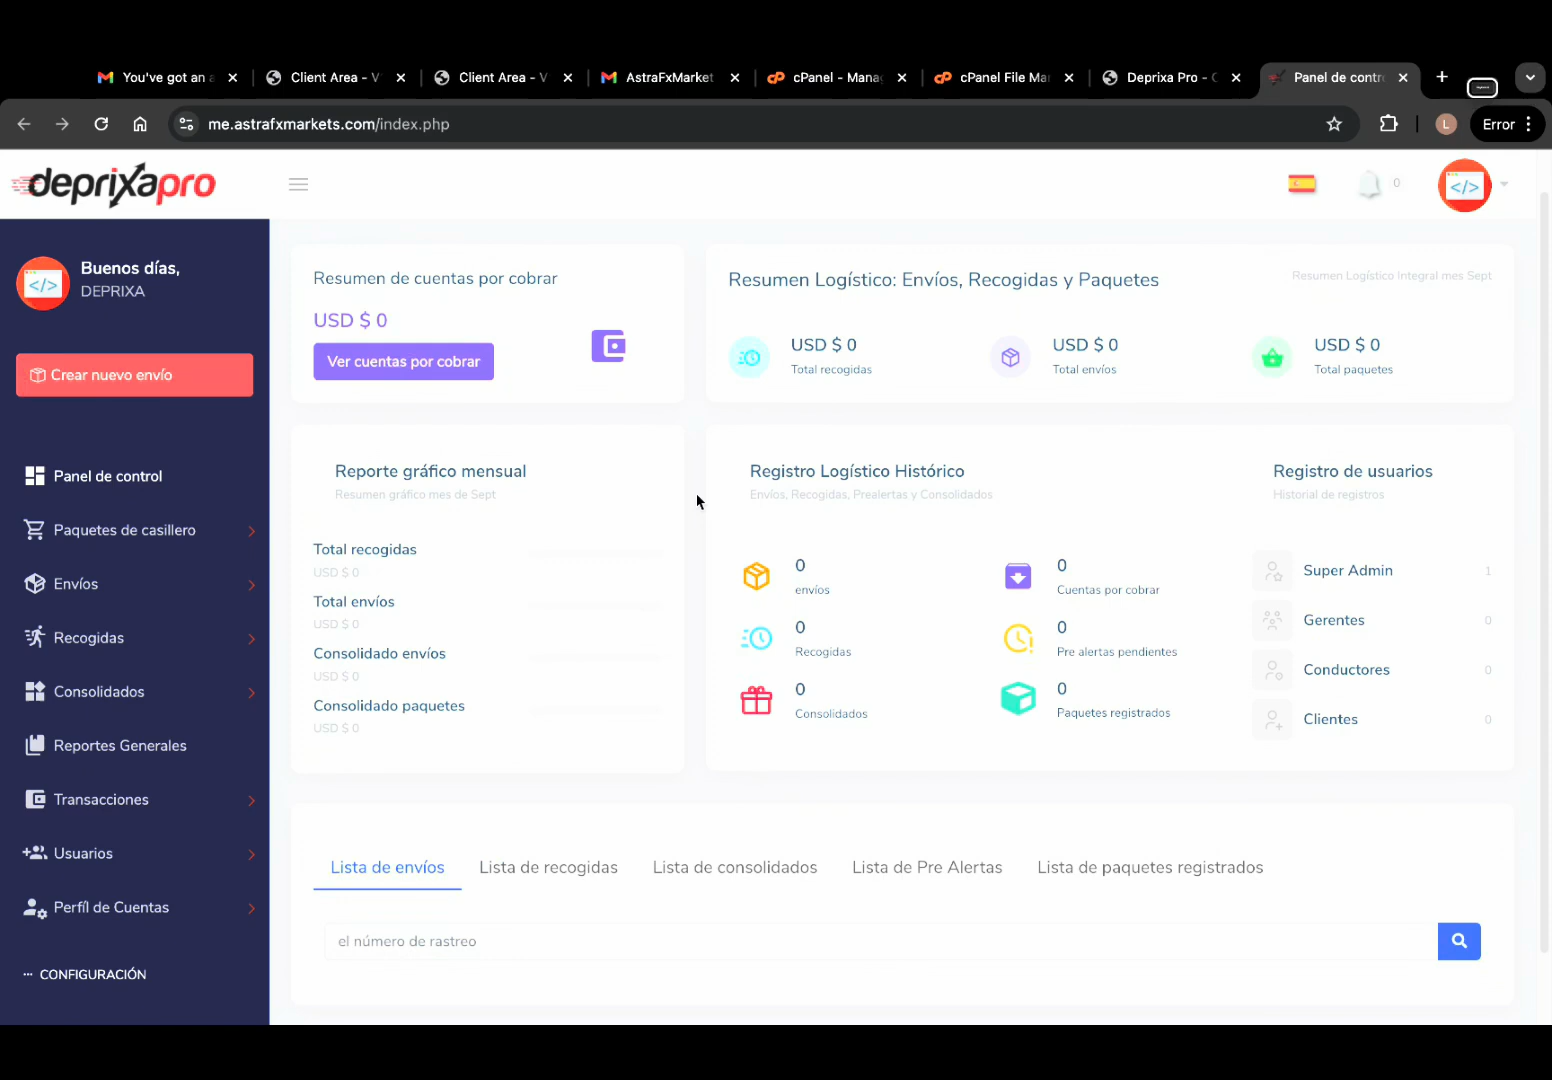 You've got an a
Client Area - V
Client Area - V
AstraFxMarket
cPanel - Mana
cPanel File Ma
Deprixa Pro - C
Panel de contr
me.astrafxmarkets.com/index.php
L
Error
deprixapro
0
</>
</>
Buenos días,
DEPRIXA
Crear nuevo envío
Panel de control
Paquetes de casillero
Envíos
Recogidas
Consolidados
Reportes Generales
Transacciones
Usuarios
Perfíl de Cuentas
CONFIGURACIÓN
Resumen de cuentas por cobrar
USD $ 0
Ver cuentas por cobrar
Resumen Logístico: Envíos, Recogidas y Paquetes
Resumen Logístico Integral mes Sept
USD $ 0
Total recogidas
USD $ 0
Total envíos
USD $ 0
Total paquetes
Reporte gráfico mensual
Resumen gráfico mes de Sept
Total recogidas
USD $ 0
Total envíos
USD $ 0
Consolidado envíos
USD $ 0
Consolidado paquetes
USD $ 0
Registro Logístico Histórico
Envíos, Recogidas, Prealertas y Consolidados
0
envíos
0
Cuentas por cobrar
0
Recogidas
0
Pre alertas pendientes
0
Consolidados
0
Paquetes registrados
Registro de usuarios
Historial de registros
Super Admin 1
Gerentes 0
Conductores 0
Clientes 0
Lista de envíos Lista de recogidas Lista de consolidados Lista de Pre Alertas Lista de paquetes registrados
el número de rastreo